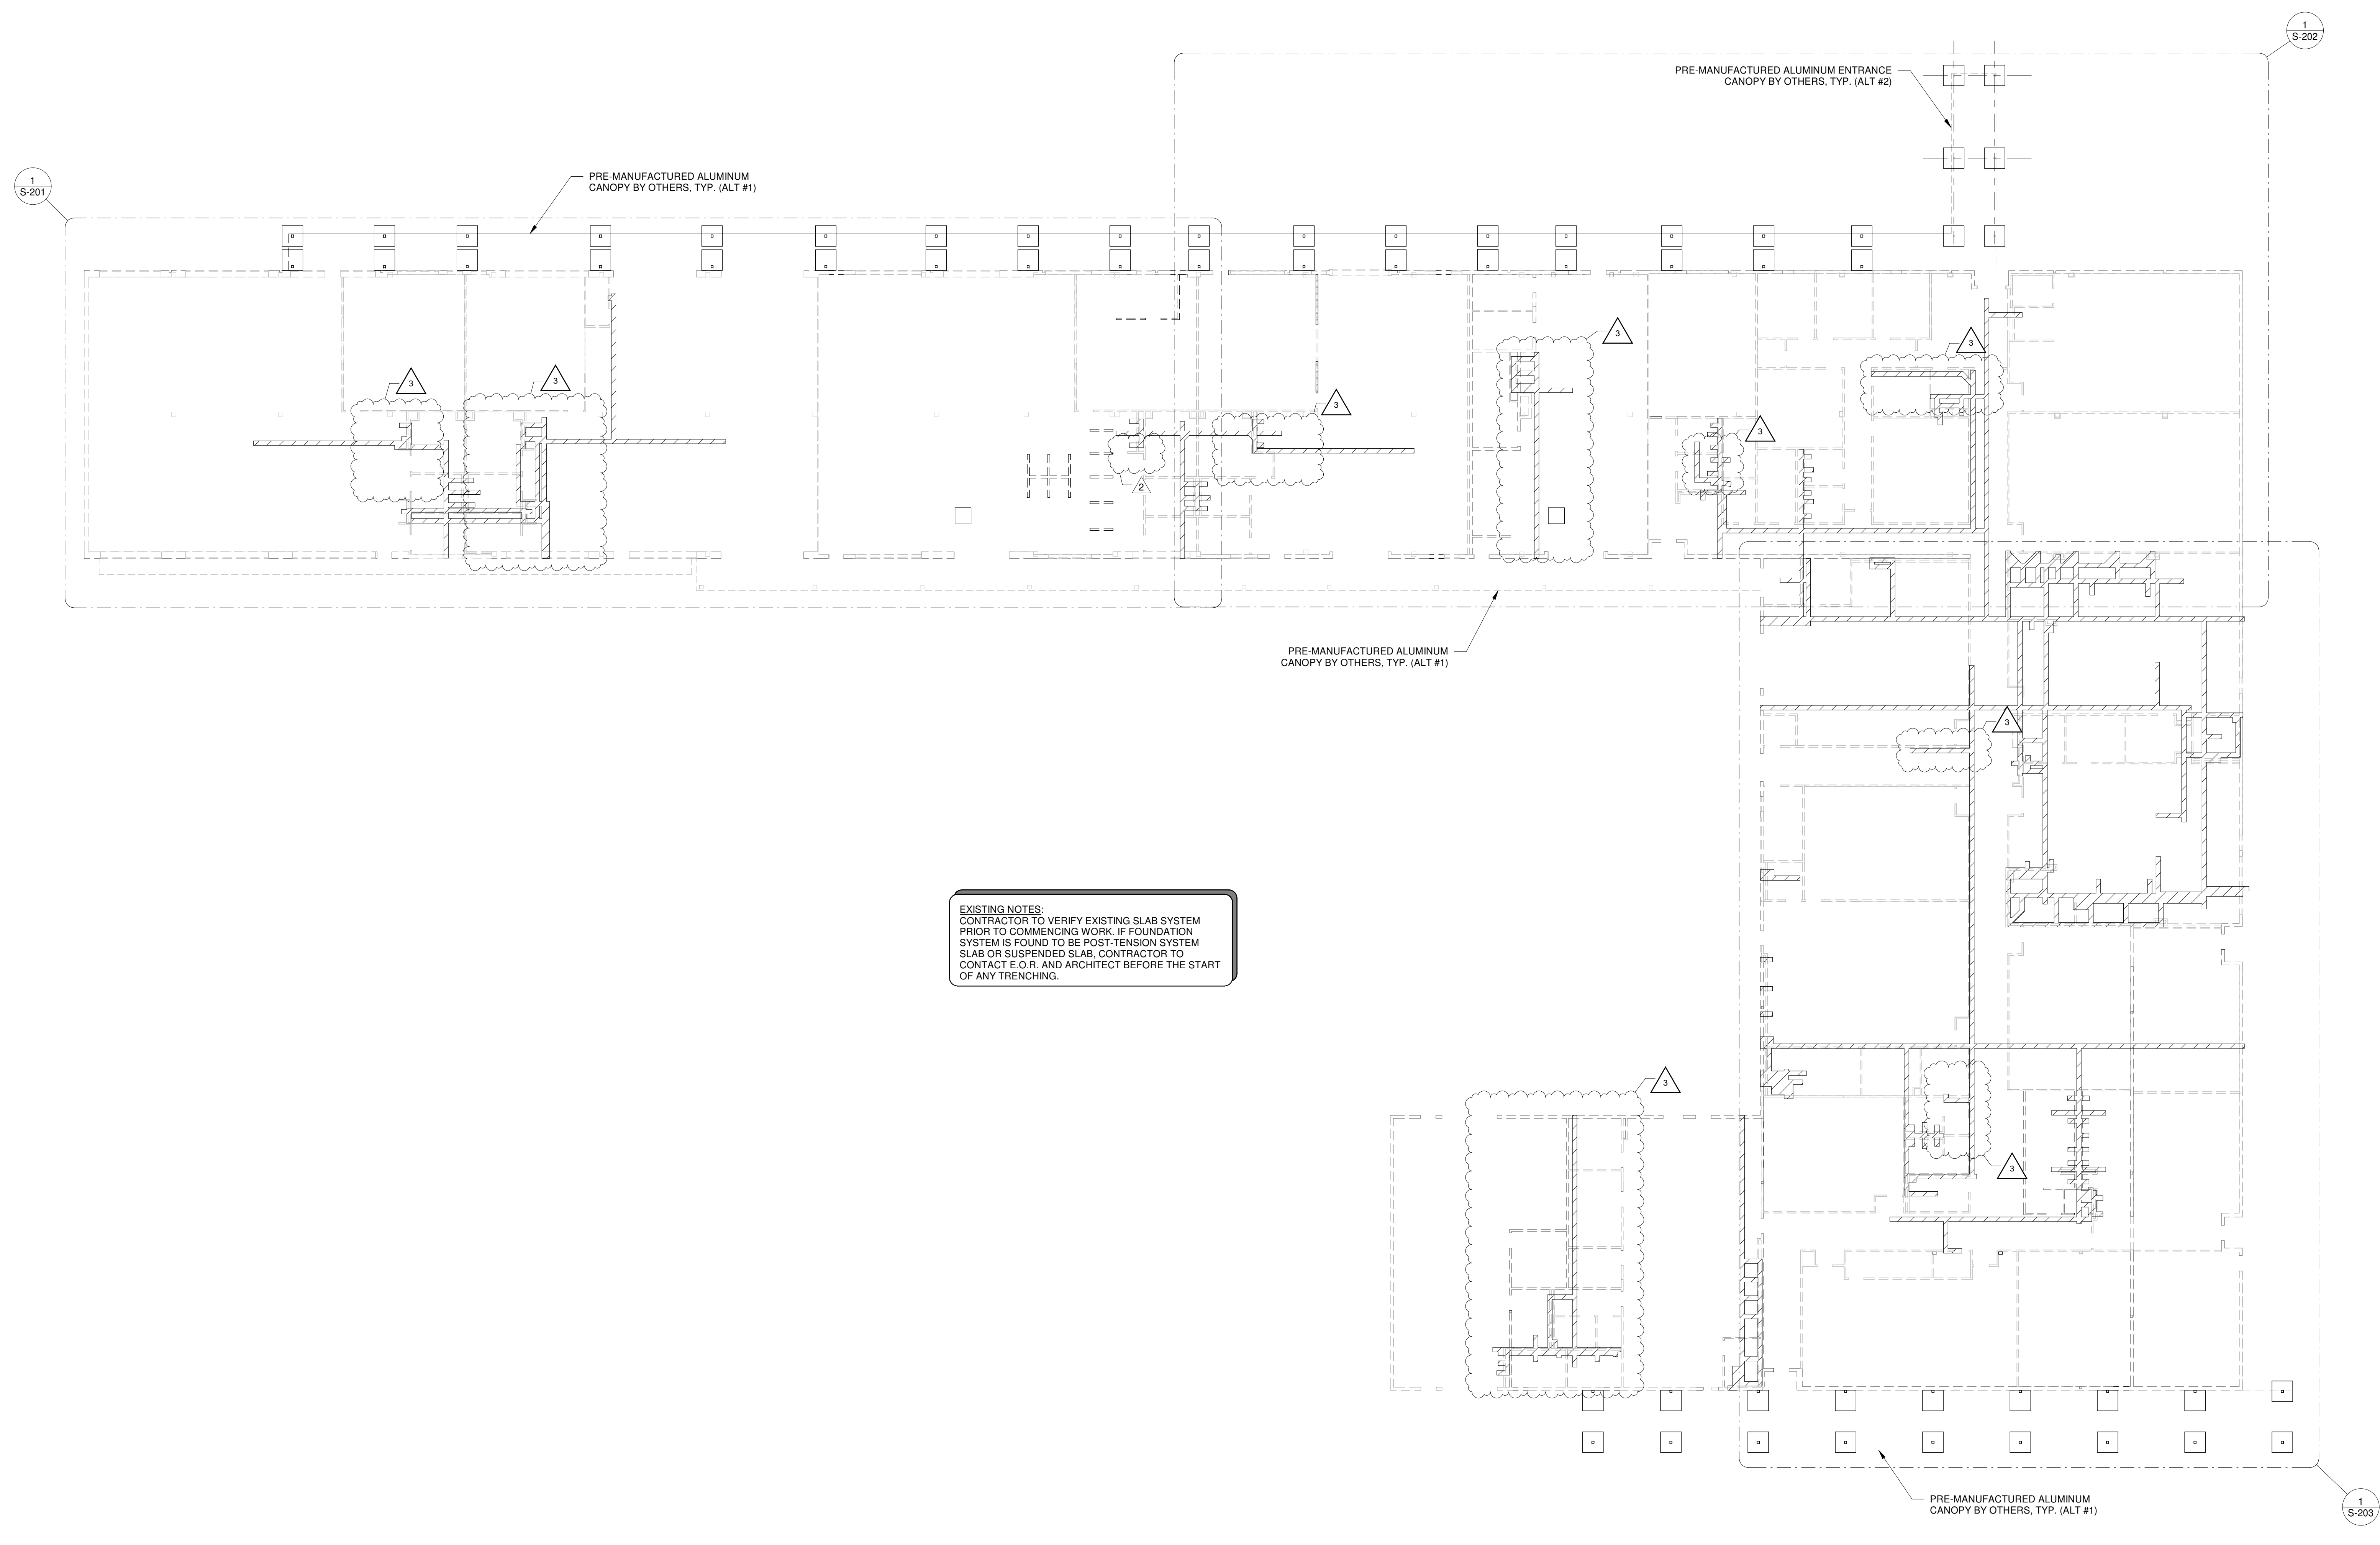 1
S-202
PRE-MANUFACTURED ALUMINUM ENTRANCE
CANOPY BY OTHERS, TYP. (ALT #2)
1
S-201
PRE-MANUFACTURED ALUMINUM
CANOPY BY OTHERS, TYP. (ALT #1)
3
3
3
3
3
3
2
PRE-MANUFACTURED ALUMINUM
CANOPY BY OTHERS, TYP. (ALT #1)
3
EXISTING NOTES:
CONTRACTOR TO VERIFY EXISTING SLAB SYSTEM
PRIOR TO COMMENCING WORK. IF FOUNDATION
SYSTEM IS FOUND TO BE POST-TENSION SYSTEM
SLAB OR SUSPENDED SLAB, CONTRACTOR TO
CONTACT E.O.R. AND ARCHITECT BEFORE THE START
OF ANY TRENCHING.
3
3
PRE-MANUFACTURED ALUMINUM
CANOPY BY OTHERS, TYP. (ALT #1)
1
S-203